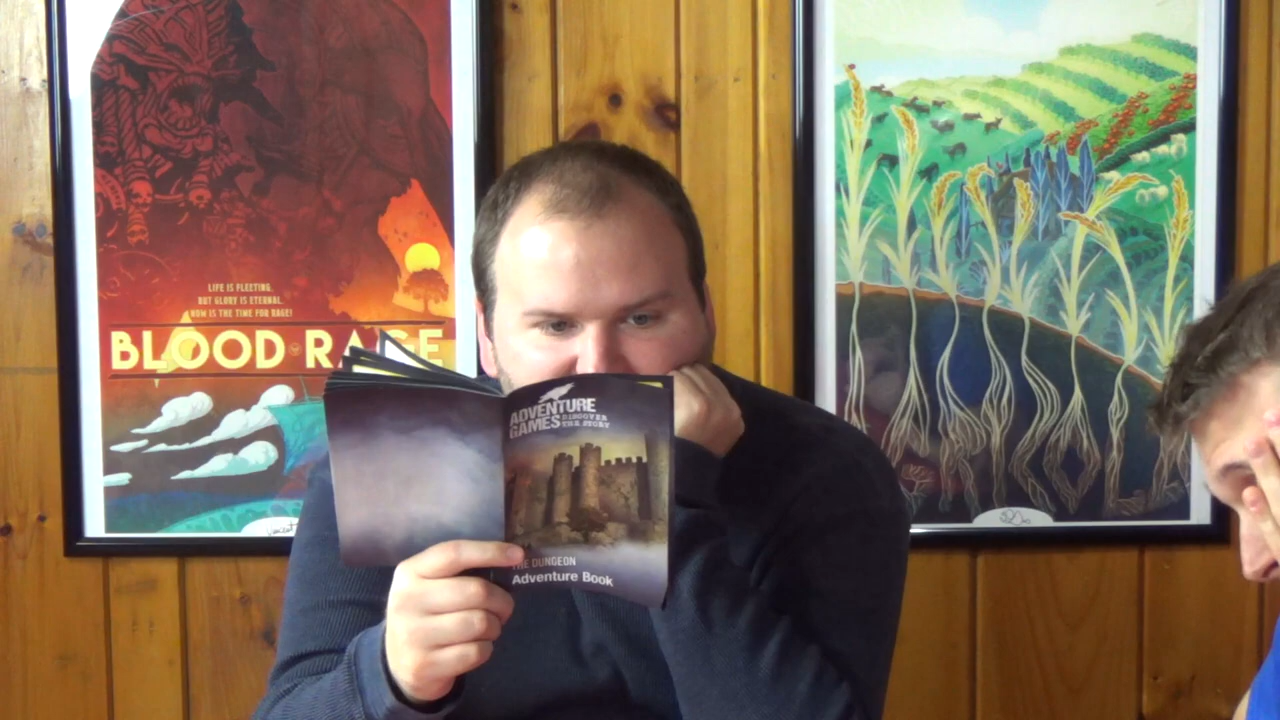 LIFE IS FLEETING.
BUT GLORY IS ETERNAL.
NOW IS THE TIME FOR RAGE!
BLOOD RAGE
ADVENTURE
GAMES DISCOVER
THE STORY
THE DUNGEON
Adventure Book